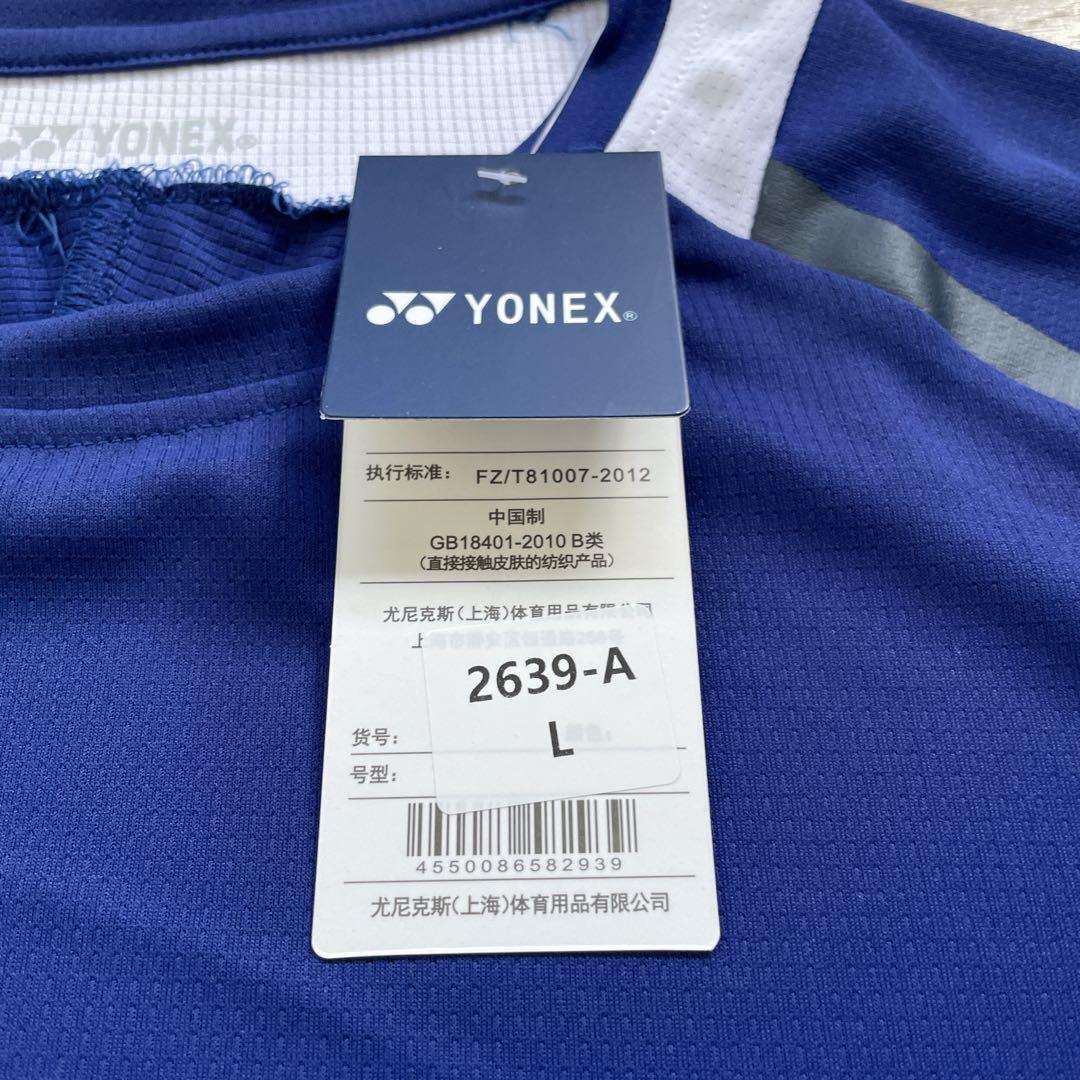 YONEX®
YONEX®
执行标准： FZ/T81007-2012
中国制
GB18401-2010 B类
（直接接触皮肤的纺织产品）
尤尼克斯（上海）体育用品有限公司
2639-A
货号：
L
号型：
4550086582939
尤尼克斯（上海）体育用品有限公司